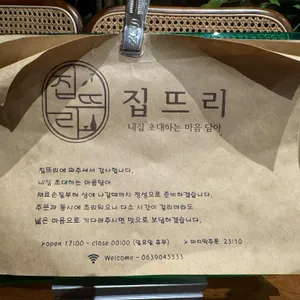 집뜨리
집뜨리
내집 초대하는 마음 담아
집뜨리에 와주셔서 감사합니다.
내집 초대하는 마음담아
재료손질부터 상에 나갈때까지 정성으로 준비하겠습니다.
주문과 동시에 조리되오니 다소 시간이 걸리더라도
넓은 마음으로 기다려주시면 맛으로 보답하겠습니다.
>open 17:00 - close 00:00 (일요일 휴무) > 마지막주문 23:10
Welcome - 0639045533